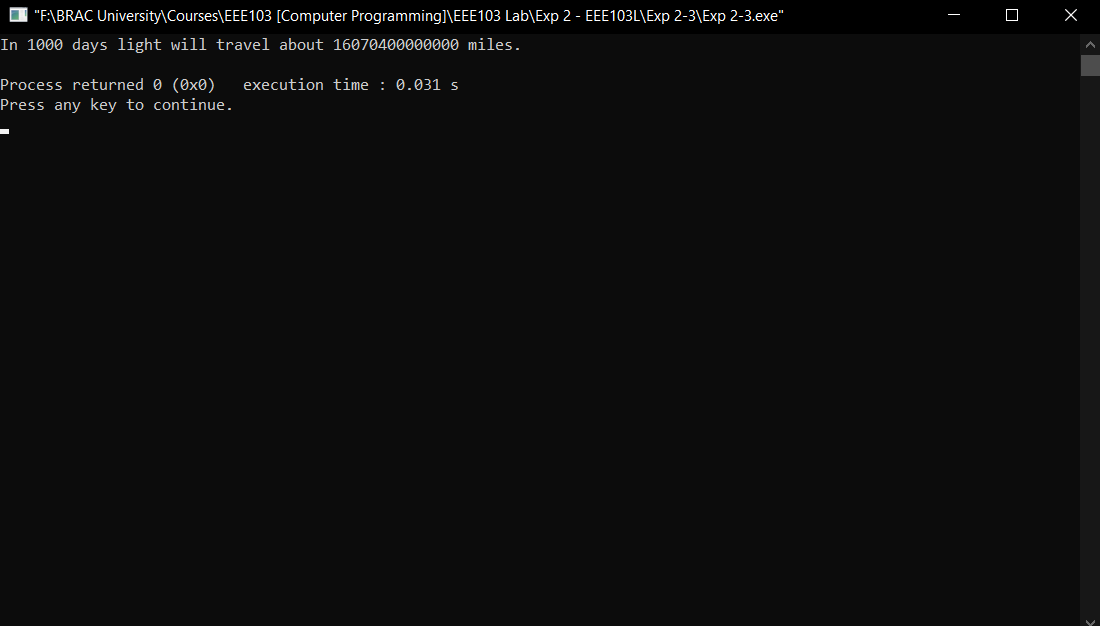 "F:\BRAC University\Courses\EEE103 [Computer Programming]\EEE103 Lab\Exp 2 - EEE103L\Exp 2-3\Exp 2-3.exe"
In 1000 days light will travel about 16070400000000 miles.
Process returned 0 (0x0)   execution time : 0.031 s
Press any key to continue.